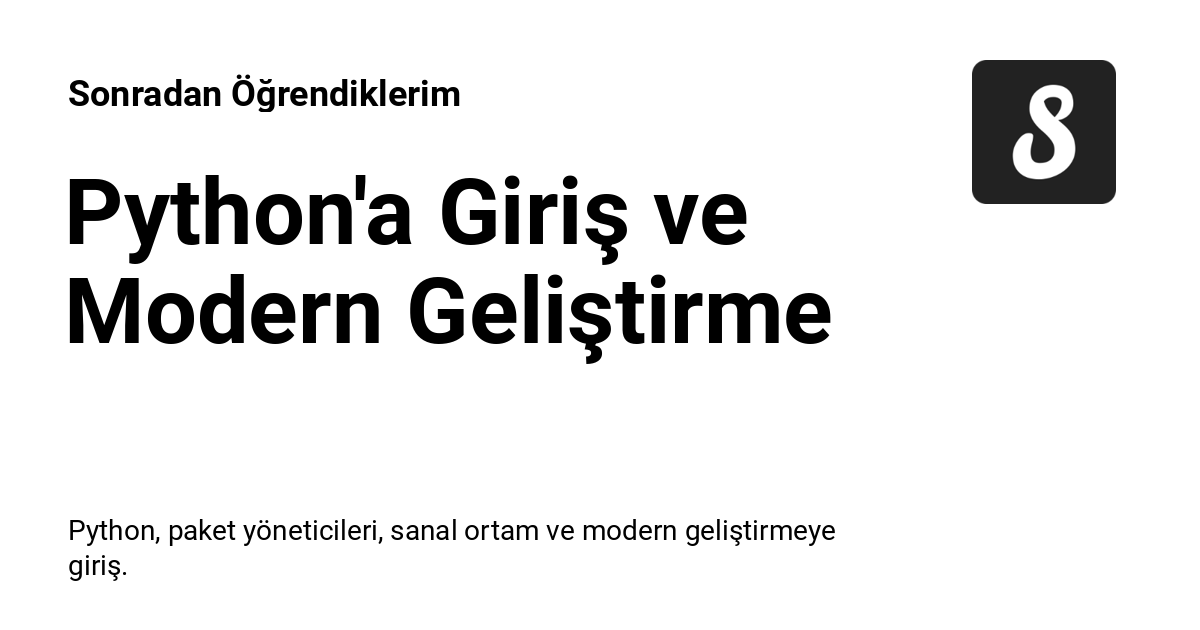 Sonradan Öğrendiklerim
S
Python'a Giriş ve
Modern Geliştirme
Python, paket yöneticileri, sanal ortam ve modern geliştirmeye
giriş.